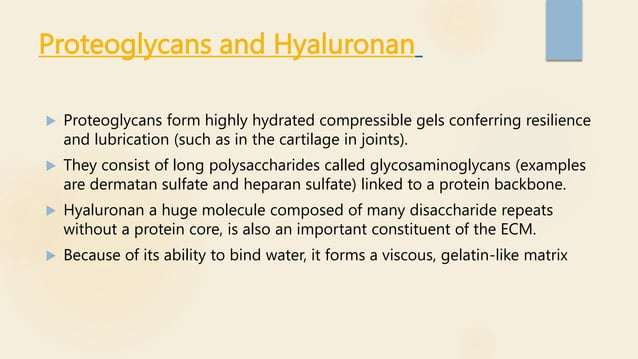 Proteoglycans and Hyaluronan
Proteoglycans form highly hydrated compressible gels conferring resilience
and lubrication (such as in the cartilage in joints).
They consist of long polysaccharides called glycosaminoglycans (examples
are dermatan sulfate and heparan sulfate) linked to a protein backbone.
Hyaluronan a huge molecule composed of many disaccharide repeats
without a protein core, is also an important constituent of the ECM.
Because of its ability to bind water, it forms a viscous, gelatin-like matrix